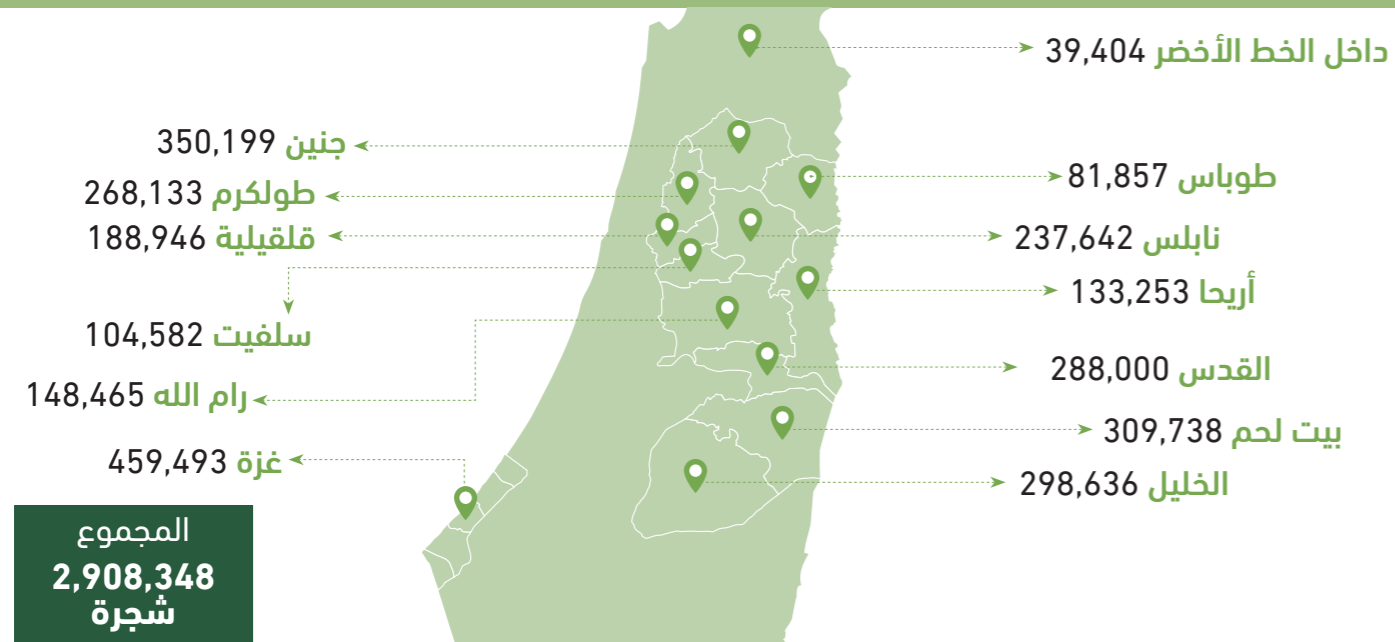 داخل الخط الأخضر 39,404
طوباس 81,857
نابلس 237,642
أريحا 133,253
القدس 288,000
بيت لحم 309,738
الخليل 298,636
جنين 350,199
طولكرم 268,133
قلقيلية 188,946
سلفيت 104,582
رام الله 148,465
غزة 459,493
المجموع
2,908,348
شجرة